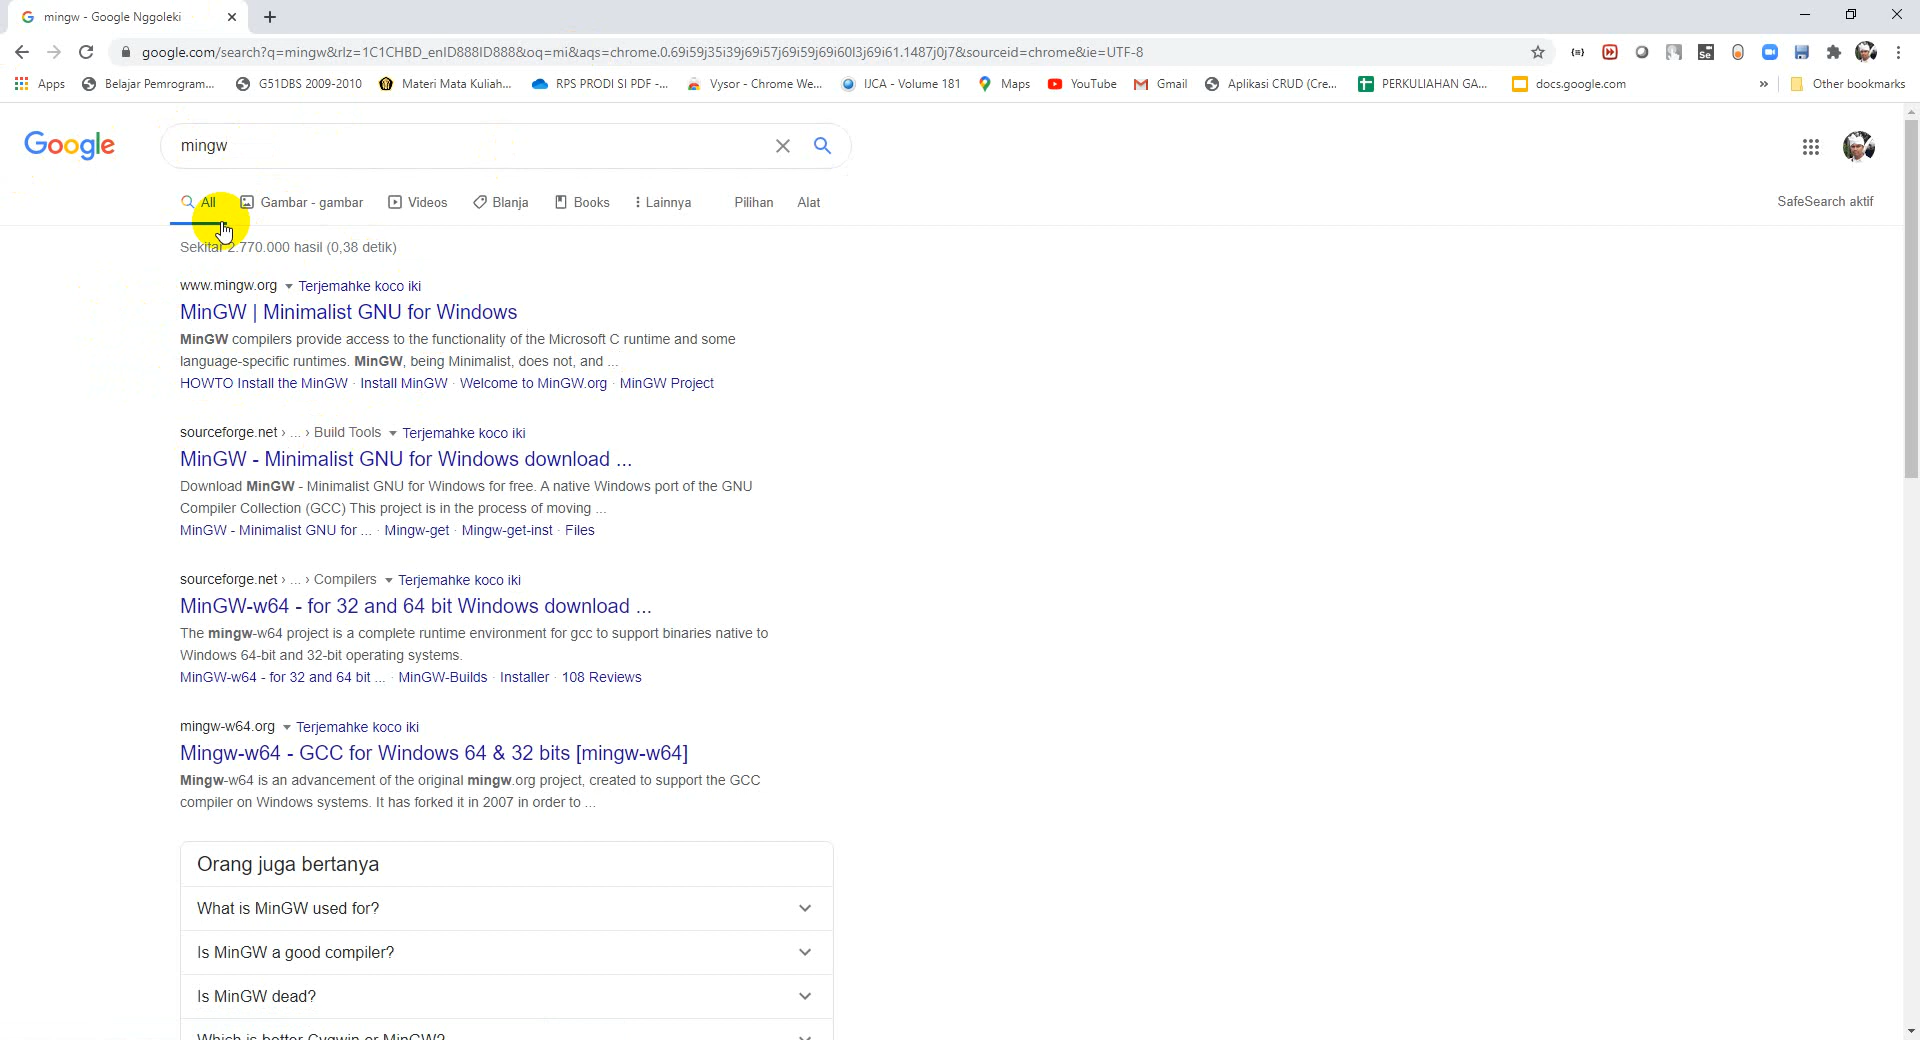 mingw - Google Nggoleki
google.com/search?q=mingw&rlz=1C1CHBD_enID888ID888&oq=mi&aqs=chrome.0.69i59j35i39j69i57j69i59j69i60l3j69i61.1487j0j7&sourceid=chrome&ie=UTF-8
Apps Belajar Pemrogram... G51DBS 2009-2010 Materi Mata Kuliah... RPS PRODI SI PDF -... Vysor - Chrome We... IJCA - Volume 181 Maps YouTube Gmail Aplikasi CRUD (Cre... PERKULIAHAN GA... docs.google.com » Other bookmarks
Google mingw
All Gambar - gambar Videos Blanja Books Lainnya Pilihan Alat SafeSearch aktif
Sekitar 2.770.000 hasil (0,38 detik)
www.mingw.org Terjemahke koco iki
MinGW | Minimalist GNU for Windows
MinGW compilers provide access to the functionality of the Microsoft C runtime and some
language-specific runtimes. MinGW, being Minimalist, does not, and ...
HOWTO Install the MinGW · Install MinGW · Welcome to MinGW.org · MinGW Project
sourceforge.net › ... › Build Tools Terjemahke koco iki
MinGW - Minimalist GNU for Windows download ...
Download MinGW - Minimalist GNU for Windows for free. A native Windows port of the GNU
Compiler Collection (GCC) This project is in the process of moving ...
MinGW - Minimalist GNU for ... · Mingw-get · Mingw-get-inst · Files
sourceforge.net › ... › Compilers Terjemahke koco iki
MinGW-w64 - for 32 and 64 bit Windows download ...
The mingw-w64 project is a complete runtime environment for gcc to support binaries native to
Windows 64-bit and 32-bit operating systems.
MinGW-w64 - for 32 and 64 bit ... · MinGW-Builds · Installer · 108 Reviews
mingw-w64.org Terjemahke koco iki
Mingw-w64 - GCC for Windows 64 & 32 bits [mingw-w64]
Mingw-w64 is an advancement of the original mingw.org project, created to support the GCC
compiler on Windows systems. It has forked it in 2007 in order to ...
Orang juga bertanya
What is MinGW used for?
Is MinGW a good compiler?
Is MinGW dead?
Which is better Cygwin or MinGW?